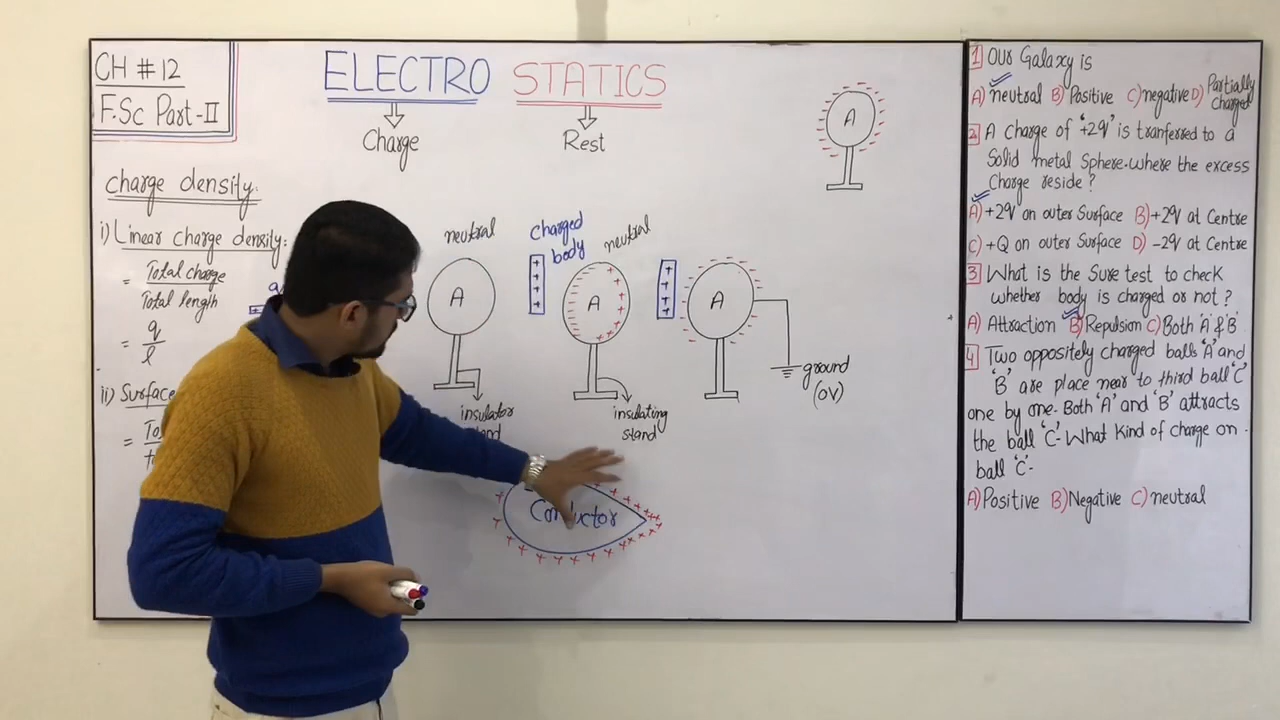 CH # 12
F.Sc Part-II
ELECTRO STATICS
Charge
Rest
charge density:
i) Linear charge density:
= Total charge
Total length
= q
l
ii) Surface
=
neutral
A
insulator
stand
charged
body
+
+
+
+
neutral
A
insulating
stand
+
+
+
+
A
ground
(0V)
A
Conductor
1 Our Galaxy is
A) neutral B) Positive C) negative D) Partially
charged
2 A charge of '+2q' is tranferred to a
Solid metal Sphere. where the excess
Charge reside?
A) +2q on outer Surface B) +2q at Centre
C) +Q on outer Surface D) -2q at Centre
3 What is the Sure test to check
whether body is charged or not?
A) Attraction B) Repulsion C) Both 'A' & 'B'
4 Two oppositely charged balls 'A' and
'B' are place near to third ball 'C'
one by one. Both 'A' and 'B' attracts
the ball 'C'. What kind of charge on
ball 'C'.
A) Positive B) Negative C) neutral